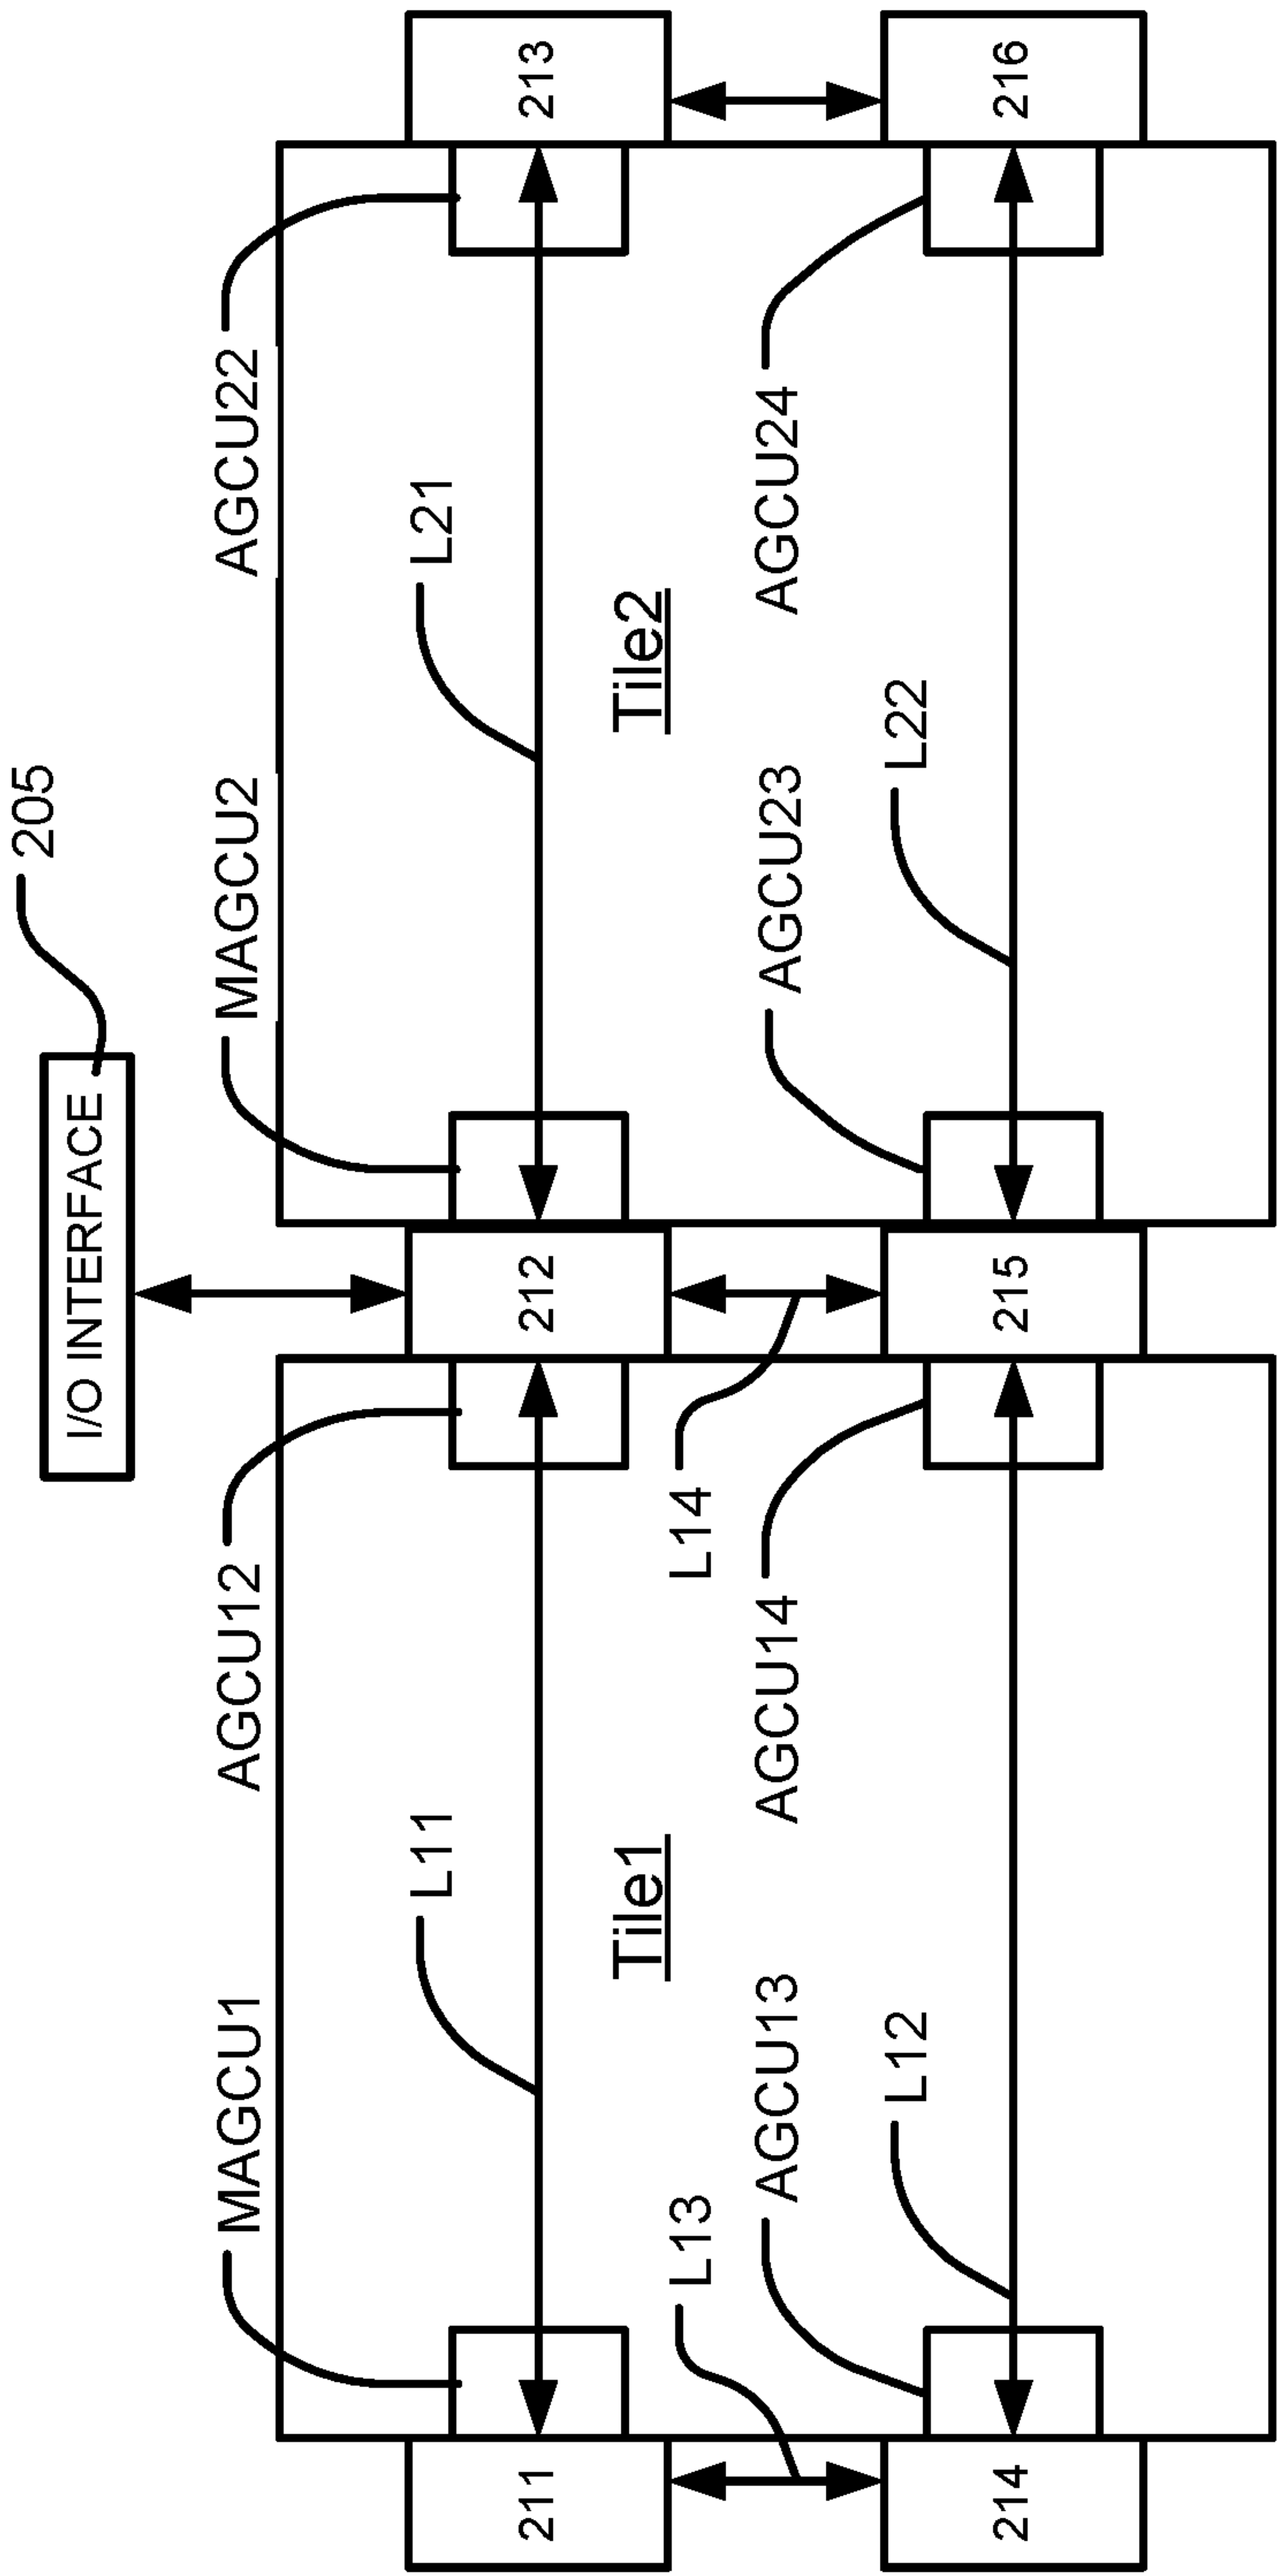 205
I/O INTERFACE
MAGCU1
AGCU12
MAGCU2
AGCU22
L11
L21
211
212
213
Tile1
Tile2
L13
L14
AGCU13
AGCU14
AGCU23
AGCU24
L12
L22
214
215
216